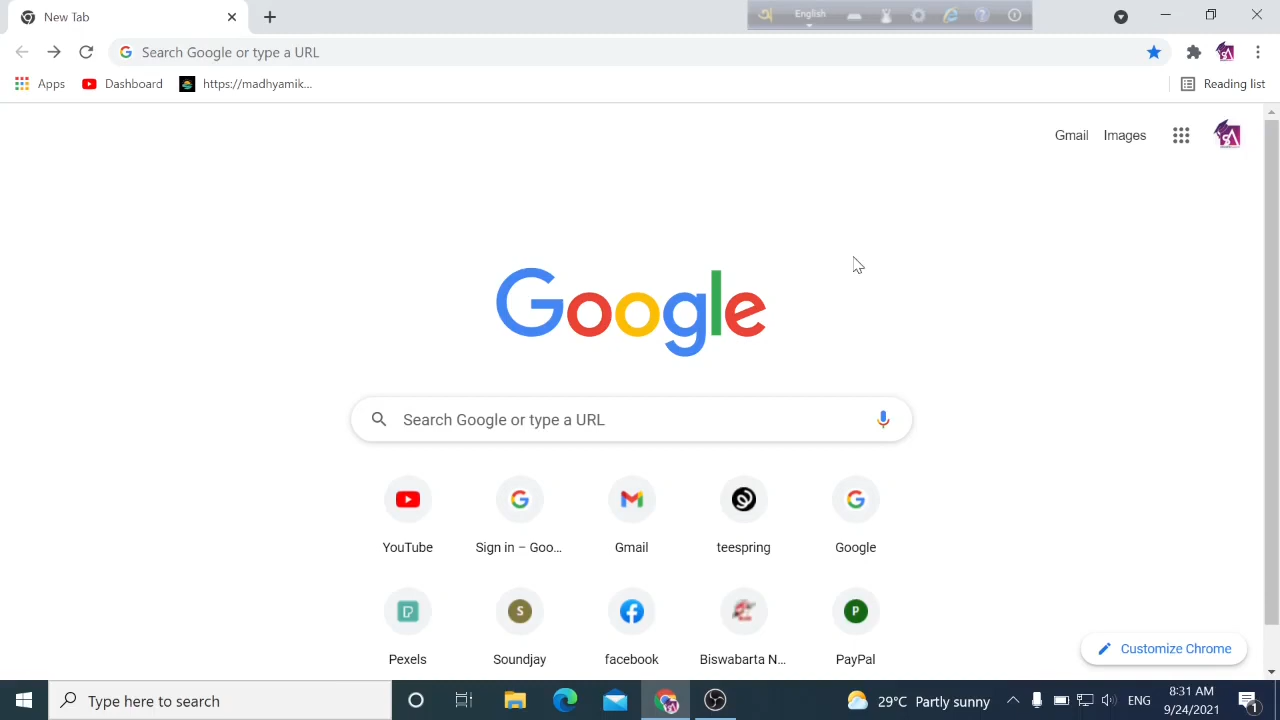 New Tab
অ English
Search Google or type a URL
Apps Dashboard https://madhyamik...
Reading list
Gmail Images
Google
Search Google or type a URL
YouTube Sign in – Goo... Gmail teespring Google
P S P
Pexels Soundjay facebook Biswabarta N... PayPal
Customize Chrome
Type here to search
29°C Partly sunny
ENG
8:31 AM
9/24/2021
1